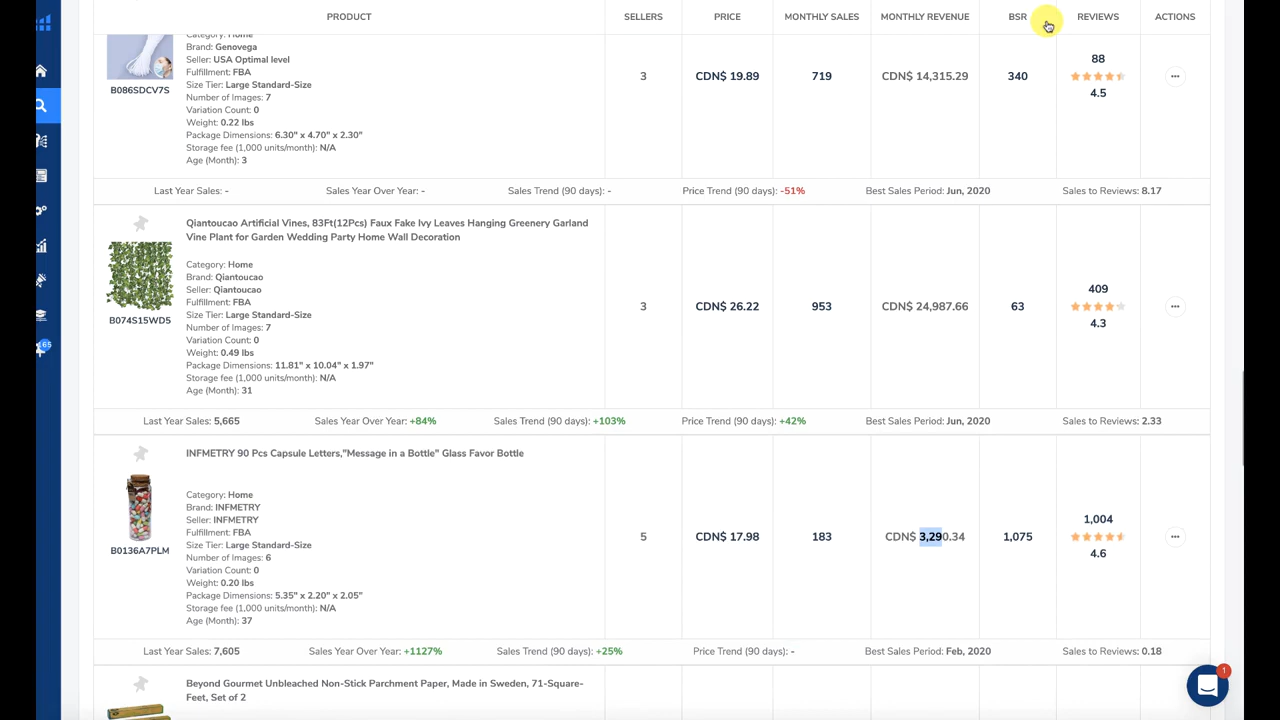 PRODUCT SELLERS PRICE MONTHLY SALES MONTHLY REVENUE BSR REVIEWS ACTIONS
Category: Home
Brand: Genovega
Seller: USA Optimal level
Fulfillment: FBA
Size Tier: Large Standard-Size
Number of Images: 7
Variation Count: 0
Weight: 0.22 lbs
Package Dimensions: 6.30" x 4.70" x 2.30"
Storage fee (1,000 units/month): N/A
Age (Month): 3
B086SDCV7S
3 CDN$ 19.89 719 CDN$ 14,315.29 340
88
4.5
Last Year Sales: - Sales Year Over Year: - Sales Trend (90 days): - Price Trend (90 days): -51% Best Sales Period: Jun, 2020 Sales to Reviews: 8.17
Qiantoucao Artificial Vines, 83Ft(12Pcs) Faux Fake Ivy Leaves Hanging Greenery Garland
Vine Plant for Garden Wedding Party Home Wall Decoration
Category: Home
Brand: Qiantoucao
Seller: Qiantoucao
Fulfillment: FBA
Size Tier: Large Standard-Size
Number of Images: 7
Variation Count: 0
Weight: 0.49 lbs
Package Dimensions: 11.81" x 10.04" x 1.97"
Storage fee (1,000 units/month): N/A
Age (Month): 31
B074S15WD5
3 CDN$ 26.22 953 CDN$ 24,987.66 63
409
4.3
Last Year Sales: 5,665 Sales Year Over Year: +84% Sales Trend (90 days): +103% Price Trend (90 days): +42% Best Sales Period: Jun, 2020 Sales to Reviews: 2.33
INFMETRY 90 Pcs Capsule Letters,"Message in a Bottle" Glass Favor Bottle
Category: Home
Brand: INFMETRY
Seller: INFMETRY
Fulfillment: FBA
Size Tier: Large Standard-Size
Number of Images: 6
Variation Count: 0
Weight: 0.20 lbs
Package Dimensions: 5.35" x 2.20" x 2.05"
Storage fee (1,000 units/month): N/A
Age (Month): 37
B0136A7PLM
5 CDN$ 17.98 183 CDN$ 3,290.34 1,075
1,004
4.6
Last Year Sales: 7,605 Sales Year Over Year: +1127% Sales Trend (90 days): +25% Price Trend (90 days): - Best Sales Period: Feb, 2020 Sales to Reviews: 0.18
Beyond Gourmet Unbleached Non-Stick Parchment Paper, Made in Sweden, 71-Square-
Feet, Set of 2
65
1